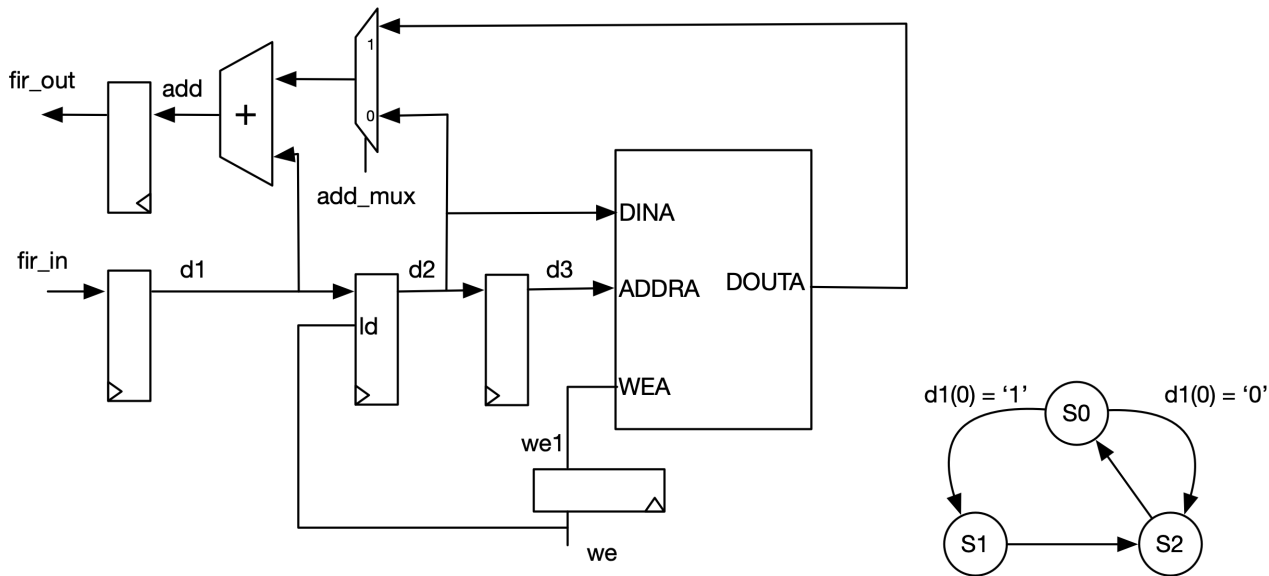 1
fir_out
add
+
0
add_mux
DINA
fir_in
d1
d2
d3
ADDRA
DOUTA
ld
WEA
we1
we
d1(0) = ‘1’
d1(0) = ‘0’
S0
S1
S2